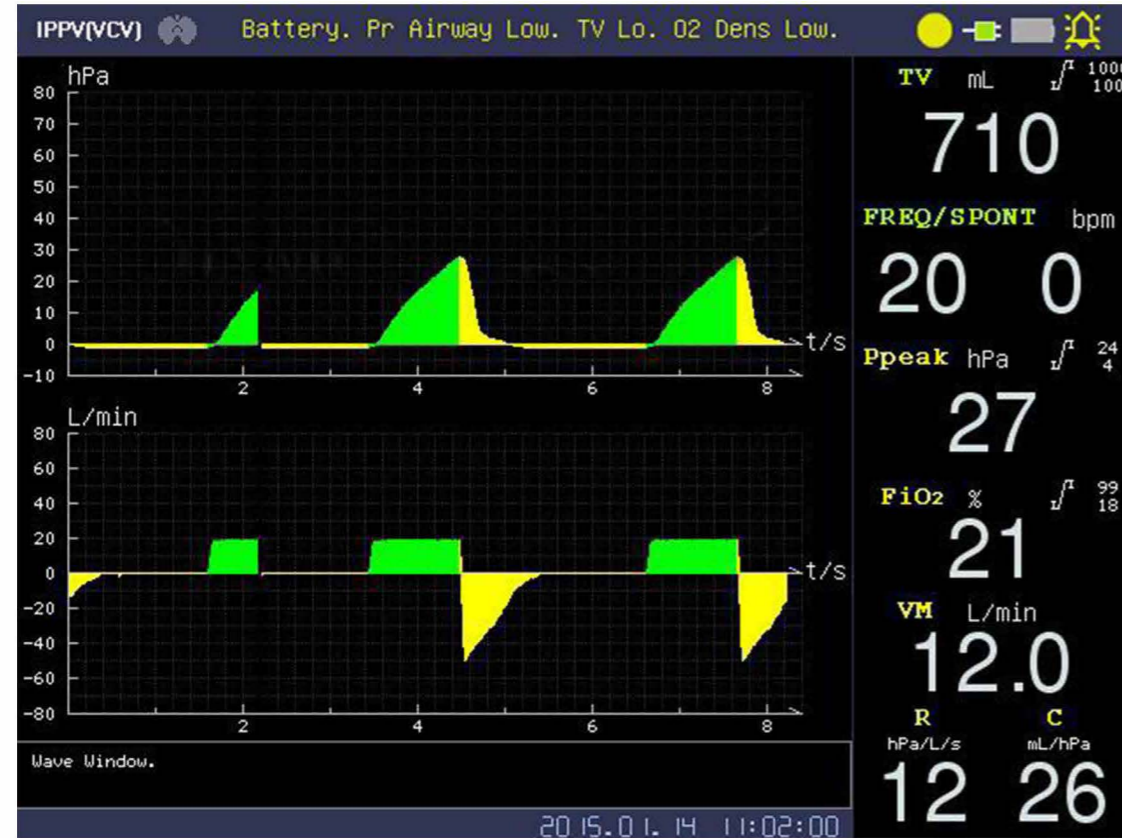 IPPV(VCV) Battery. Pr Airway Low. TV Lo. O2 Dens Low.
hPa
80
70
60
50
40
30
20
10
0
-10
t/s
2 4 6 8
L/min
80
60
40
20
0
-20
-40
-60
-80
t/s
2 4 6 8
Wave Window.
2015.01.14 11:02:00
TV mL
100
710
FREQ/SPONT bpm
20 0
Ppeak hPa 24
4
27
FiO2 % 99
18
21
VM L/min
12.0
R C
hPa/L/s mL/hPa
12 26